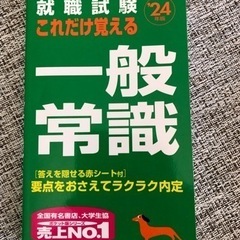 就職試験
'24
年版
これだけ覚える
一般
常識
[答えを隠せる赤シート付]
要点をおさえてラクラク内定
全国有名書店、大学生協
売上NO.1